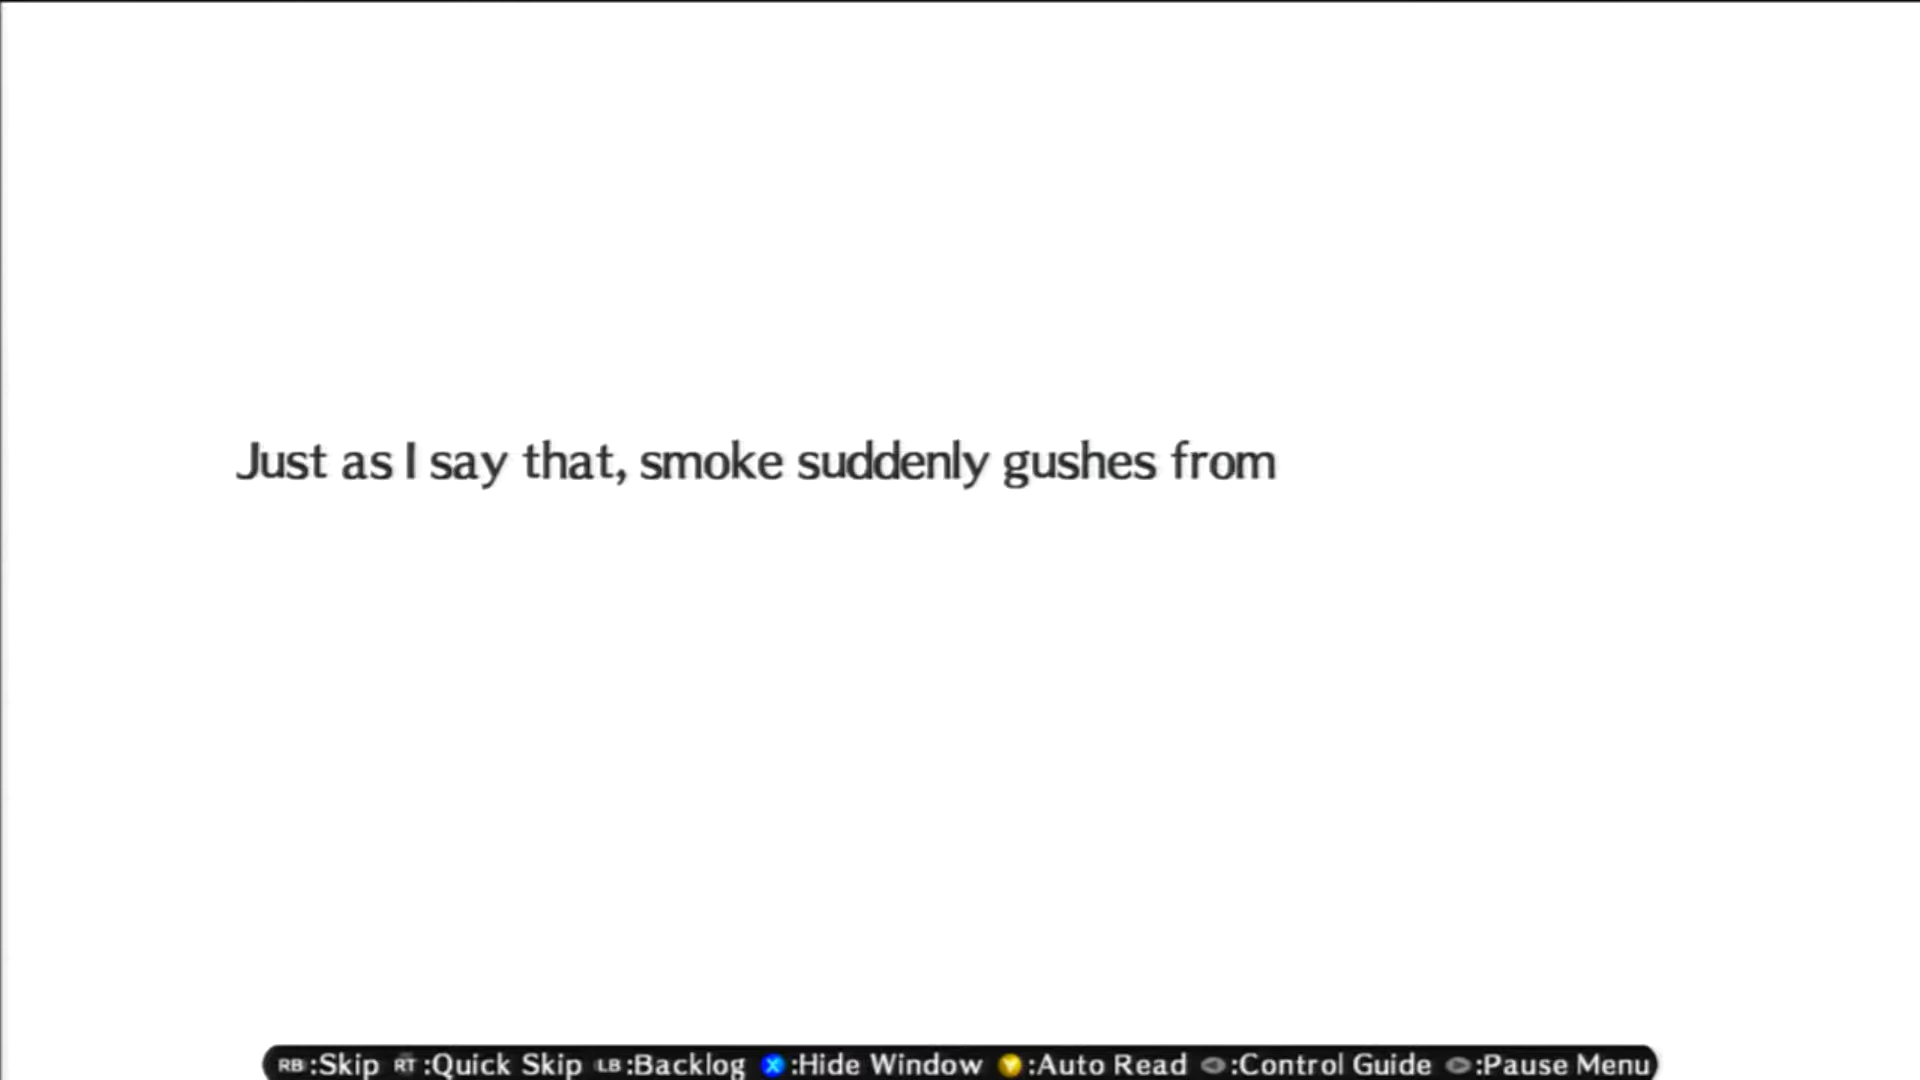 Just as I say that, smoke suddenly gushes from
RB:Skip RT:Quick Skip LB:Backlog X:Hide Window Y:Auto Read :Control Guide :Pause Menu